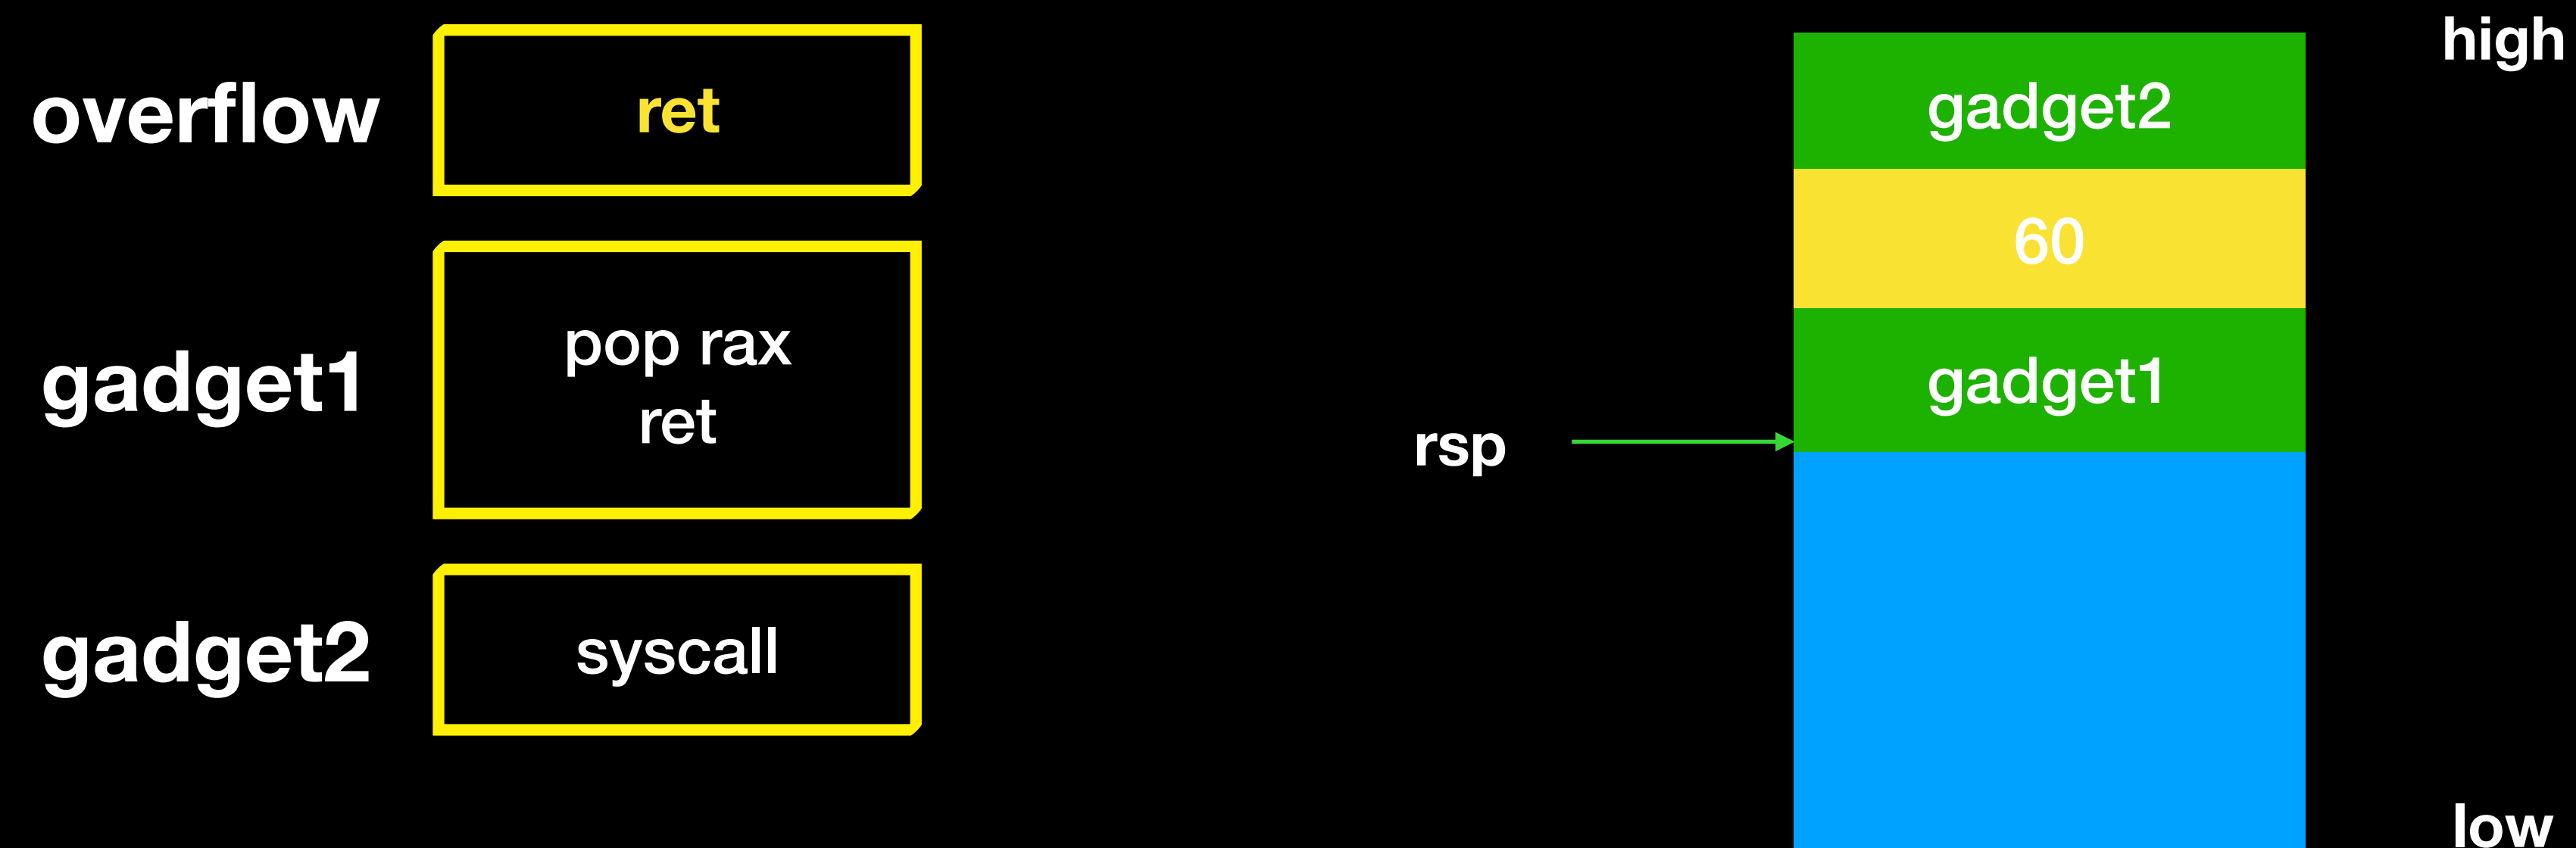 overflow
ret
gadget1
pop rax
ret
gadget2
syscall
rsp
gadget2
60
gadget1
high
low